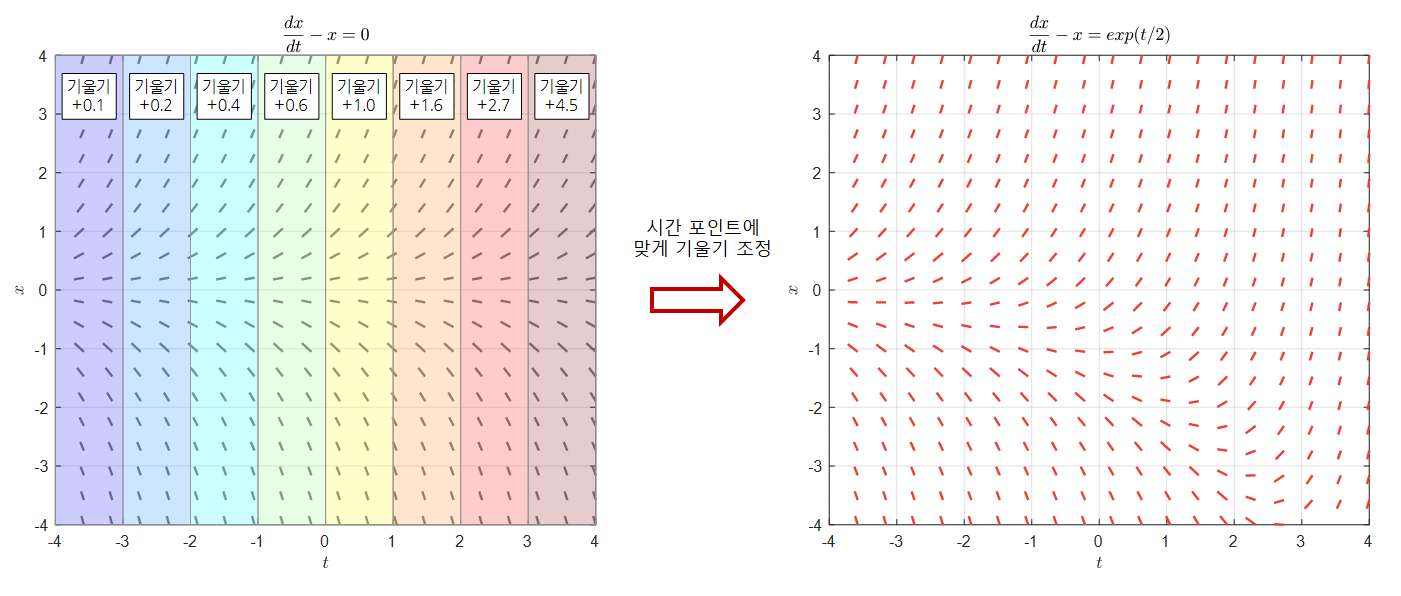 dx/dt − x = 0
4
3
2
1
0
-1
-2
-3
-4
x
기울기
+0.1
기울기
+0.2
기울기
+0.4
기울기
+0.6
기울기
+1.0
기울기
+1.6
기울기
+2.7
기울기
+4.5
-4 -3 -2 -1 0 1 2 3 4
t
시간 포인트에
맞게 기울기 조정
dx/dt − x = exp(t/2)
4
3
2
1
0
-1
-2
-3
-4
x
-4 -3 -2 -1 0 1 2 3 4
t